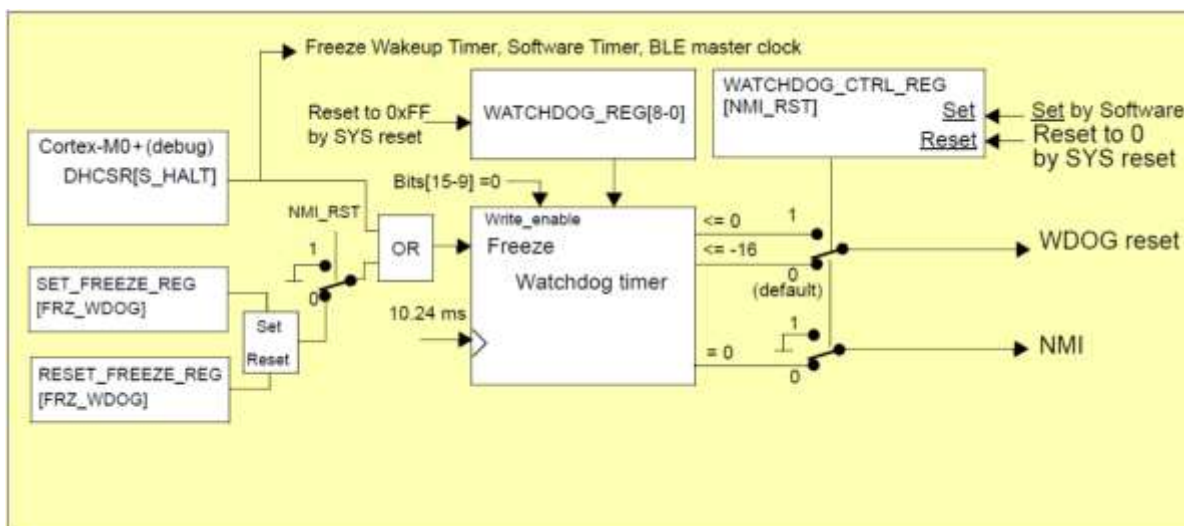 Freeze Wakeup Timer, Software Timer, BLE master clock
Reset to 0xFF
by SYS reset
WATCHDOG_REG[8-0]
WATCHDOG_CTRL_REG
[NMI_RST]
Set
Reset
Set by Software
Reset to 0
by SYS reset
Cortex-M0+(debug)
DHCSR[S_HALT]
Bits[15-9] =0
NMI_RST
1
0
OR
Write_enable
Freeze
Watchdog timer
10.24 ms
SET_FREEZE_REG
[FRZ_WDOG]
Set
Reset
RESET_FREEZE_REG
[FRZ_WDOG]
<= 0
1
<= -16
0
(default)
WDOG reset
1
= 0
0
NMI